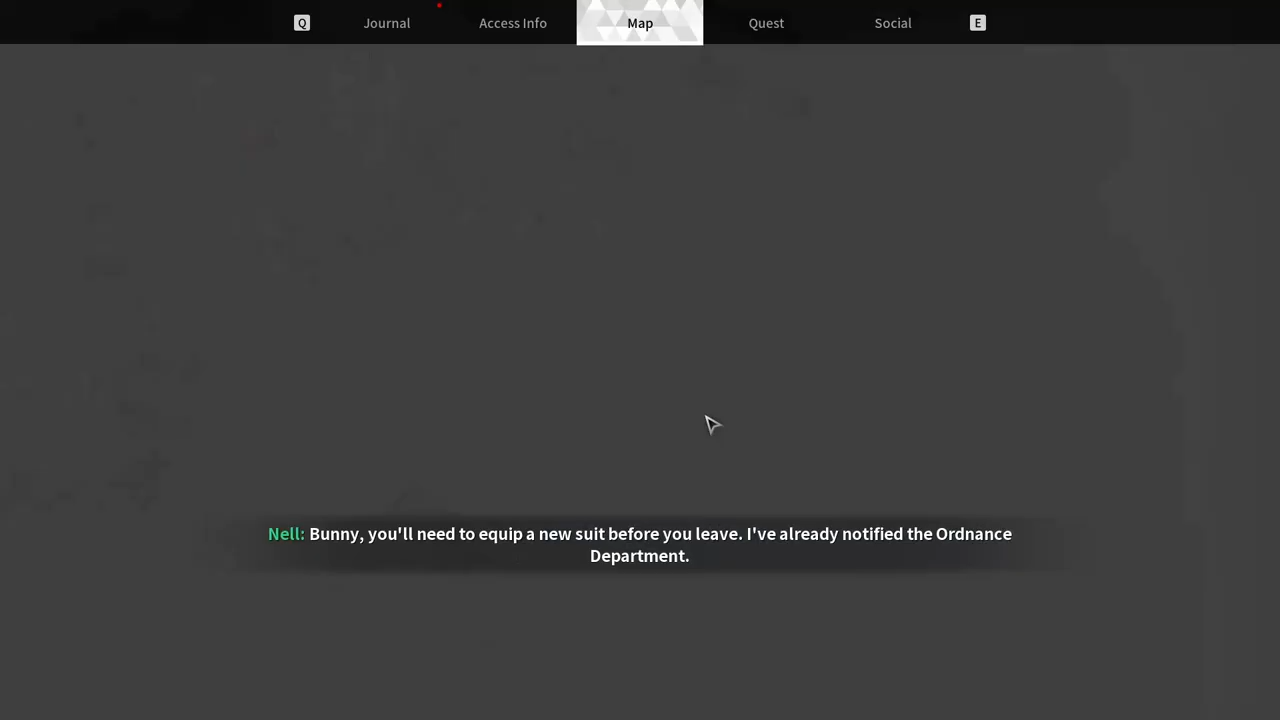 Q Journal Access Info Map Quest Social E
Nell: Bunny, you'll need to equip a new suit before you leave. I've already notified the Ordnance
Department.